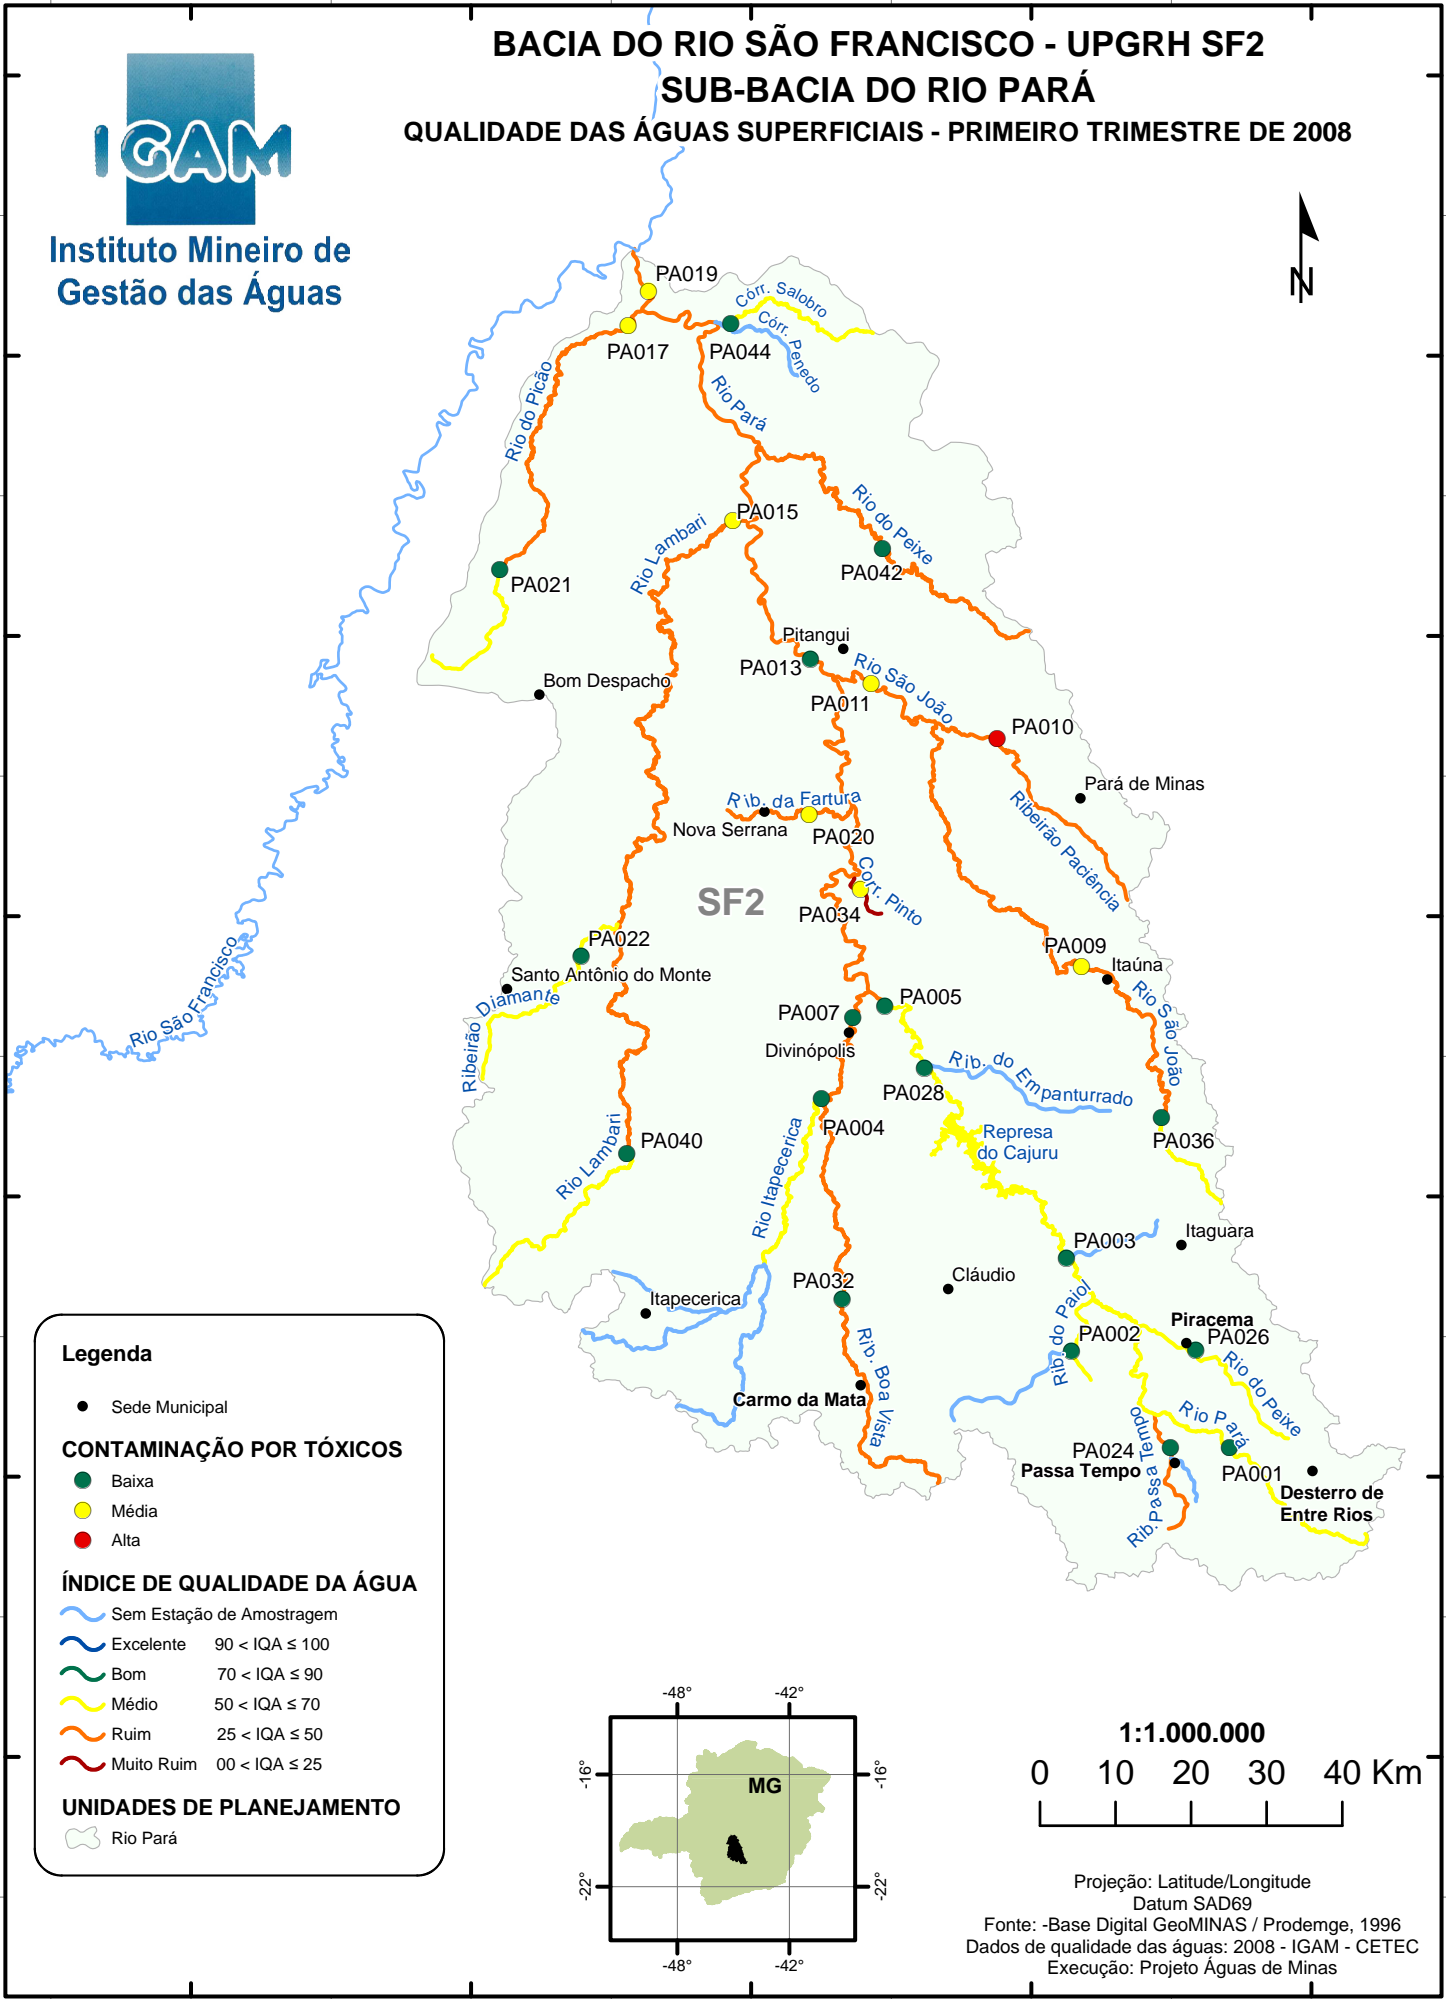 BACIA DO RIO SÃO FRANCISCO - UPGRH SF2
SUB-BACIA DO RIO PARÁ
QUALIDADE DAS ÁGUAS SUPERFICIAIS - PRIMEIRO TRIMESTRE DE 2008
IGAM
Instituto Mineiro de
Gestão das Águas
N
PA019
Córr. Salobro
PA017
PA044
Córr. Penedo
Rio do Picão
Rio Pará
PA015
Rio Lambari
Rio do Peixe
PA042
PA021
Pitangui
PA013
Rio São João
PA011
Bom Despacho
PA010
Pará de Minas
Ribeirão Paciência
Rib. da Fartura
Nova Serrana
PA020
Corr. Pinto
SF2
PA034
PA022
PA009
Itaúna
Santo Antônio do Monte
Rio São Francisco
Ribeirão Diamante
PA005
PA007
Rio São João
Divinópolis
Rib. do Empanturrado
PA028
PA004
Represa
do Cajuru
PA036
PA040
Rio Lambari
Rio Itapecerica
PA003
Itaguara
PA032
Cláudio
Itapecerica
Rib. do Paiol
Piracema
PA002
PA026
Rio do Peixe
Rib. Boa Vista
Carmo da Mata
Rio Pará
PA024
Passa Tempo
Rib. Passa Tempo
PA001
Desterro de
Entre Rios
Legenda
Sede Municipal
CONTAMINAÇÃO POR TÓXICOS
Baixa
Média
Alta
ÍNDICE DE QUALIDADE DA ÁGUA
Sem Estação de Amostragem
Excelente 90 < IQA ≤ 100
Bom 70 < IQA ≤ 90
Médio 50 < IQA ≤ 70
Ruim 25 < IQA ≤ 50
Muito Ruim 00 < IQA ≤ 25
UNIDADES DE PLANEJAMENTO
Rio Pará
-48° -42°
-16° MG -16°
-22° -22°
-48° -42°
1:1.000.000
0 10 20 30 40 Km
Projeção: Latitude/Longitude
Datum SAD69
Fonte: -Base Digital GeoMINAS / Prodemge, 1996
Dados de qualidade das águas: 2008 - IGAM - CETEC
Execução: Projeto Águas de Minas